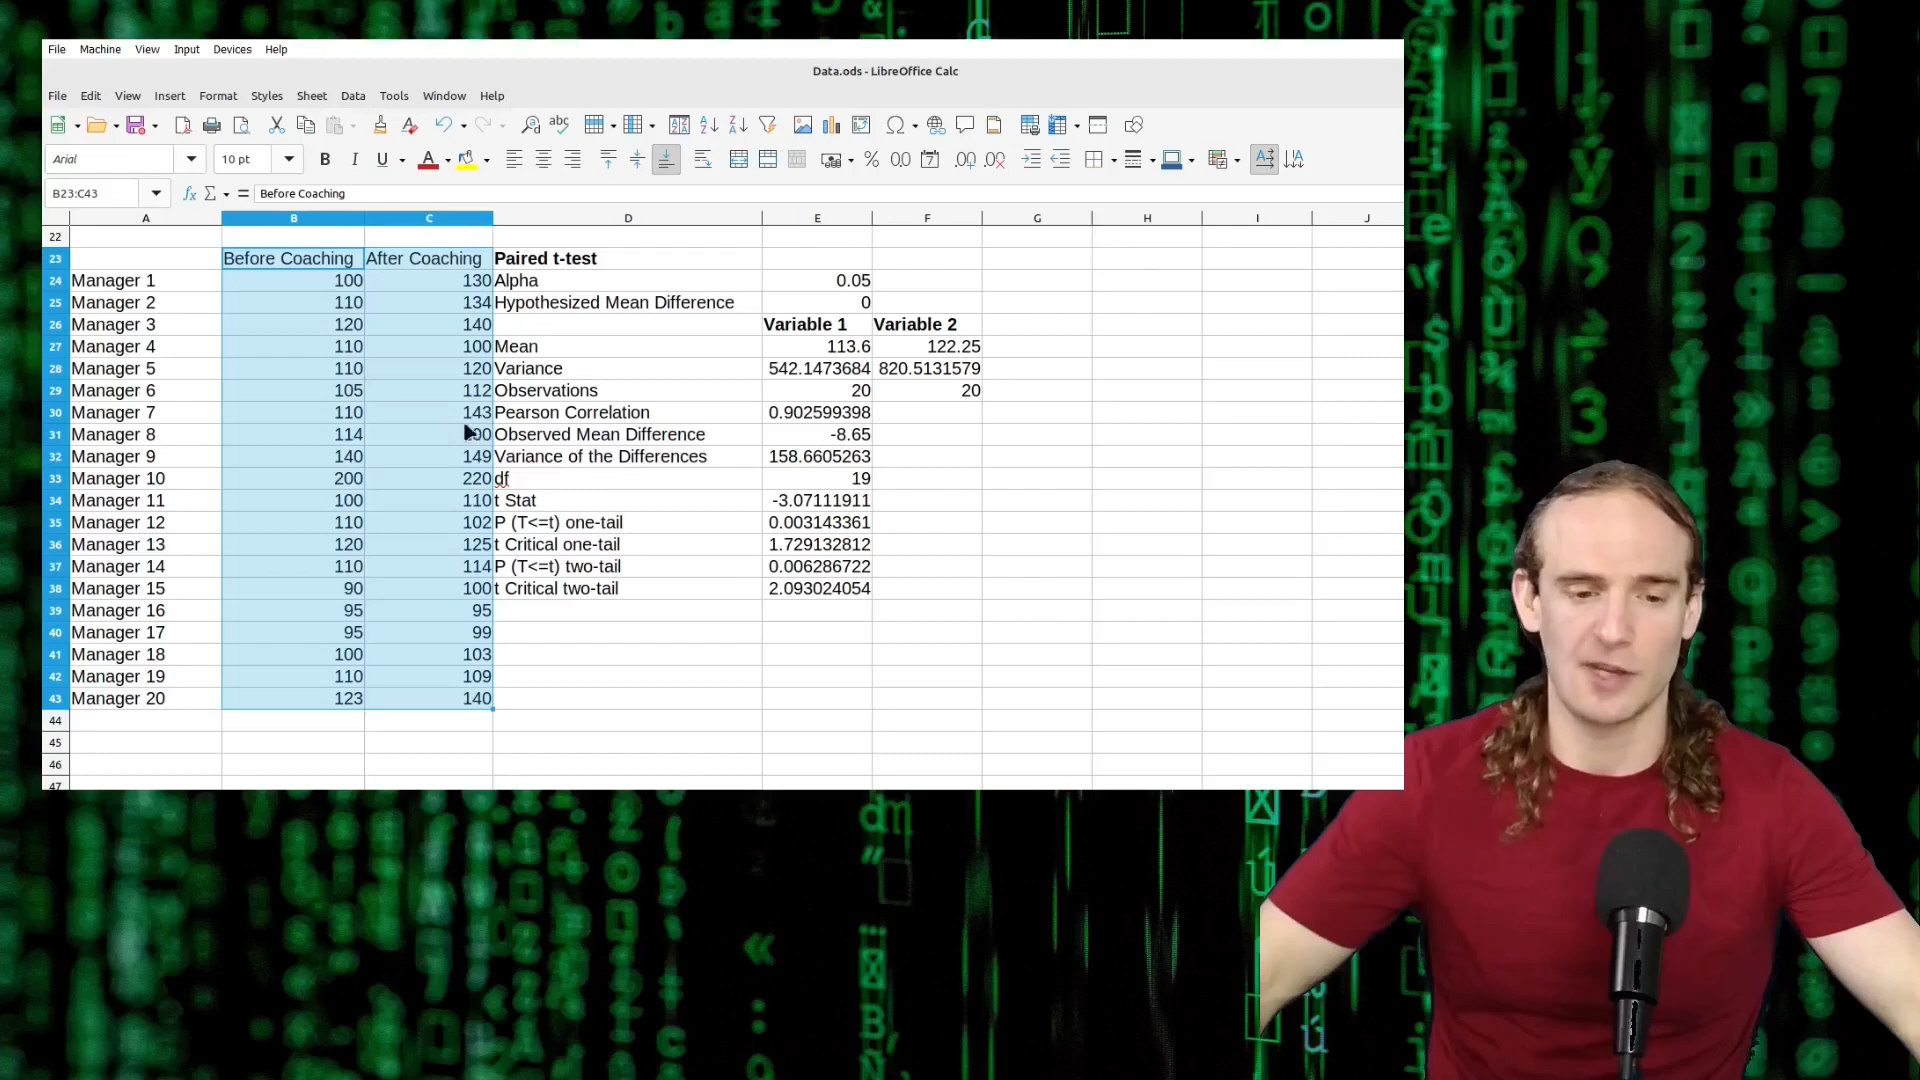 File Machine View Input Devices Help
Data.ods - LibreOffice Calc
File Edit View Insert Format Styles Sheet Data Tools Window Help
Arial 10 pt
B23:C43 Before Coaching
A B C D E F G H I J
22
23 Before Coaching After Coaching Paired t-test
24 Manager 1 100 130 Alpha 0.05
25 Manager 2 110 134 Hypothesized Mean Difference 0
26 Manager 3 120 140 Variable 1 Variable 2
27 Manager 4 110 100 Mean 113.6 122.25
28 Manager 5 110 120 Variance 542.1473684 820.5131579
29 Manager 6 105 112 Observations 20 20
30 Manager 7 110 143 Pearson Correlation 0.902599398
31 Manager 8 114 Observed Mean Difference -8.65
32 Manager 9 140 149 Variance of the Differences 158.6605263
33 Manager 10 200 220 df 19
34 Manager 11 100 110 t Stat -3.07111911
35 Manager 12 110 102 P (T<=t) one-tail 0.003143361
36 Manager 13 120 125 t Critical one-tail 1.729132812
37 Manager 14 110 114 P (T<=t) two-tail 0.006286722
38 Manager 15 90 100 t Critical two-tail 2.093024054
39 Manager 16 95 95
40 Manager 17 95 99
41 Manager 18 100 103
42 Manager 19 110 109
43 Manager 20 123 140
44
45
46
47